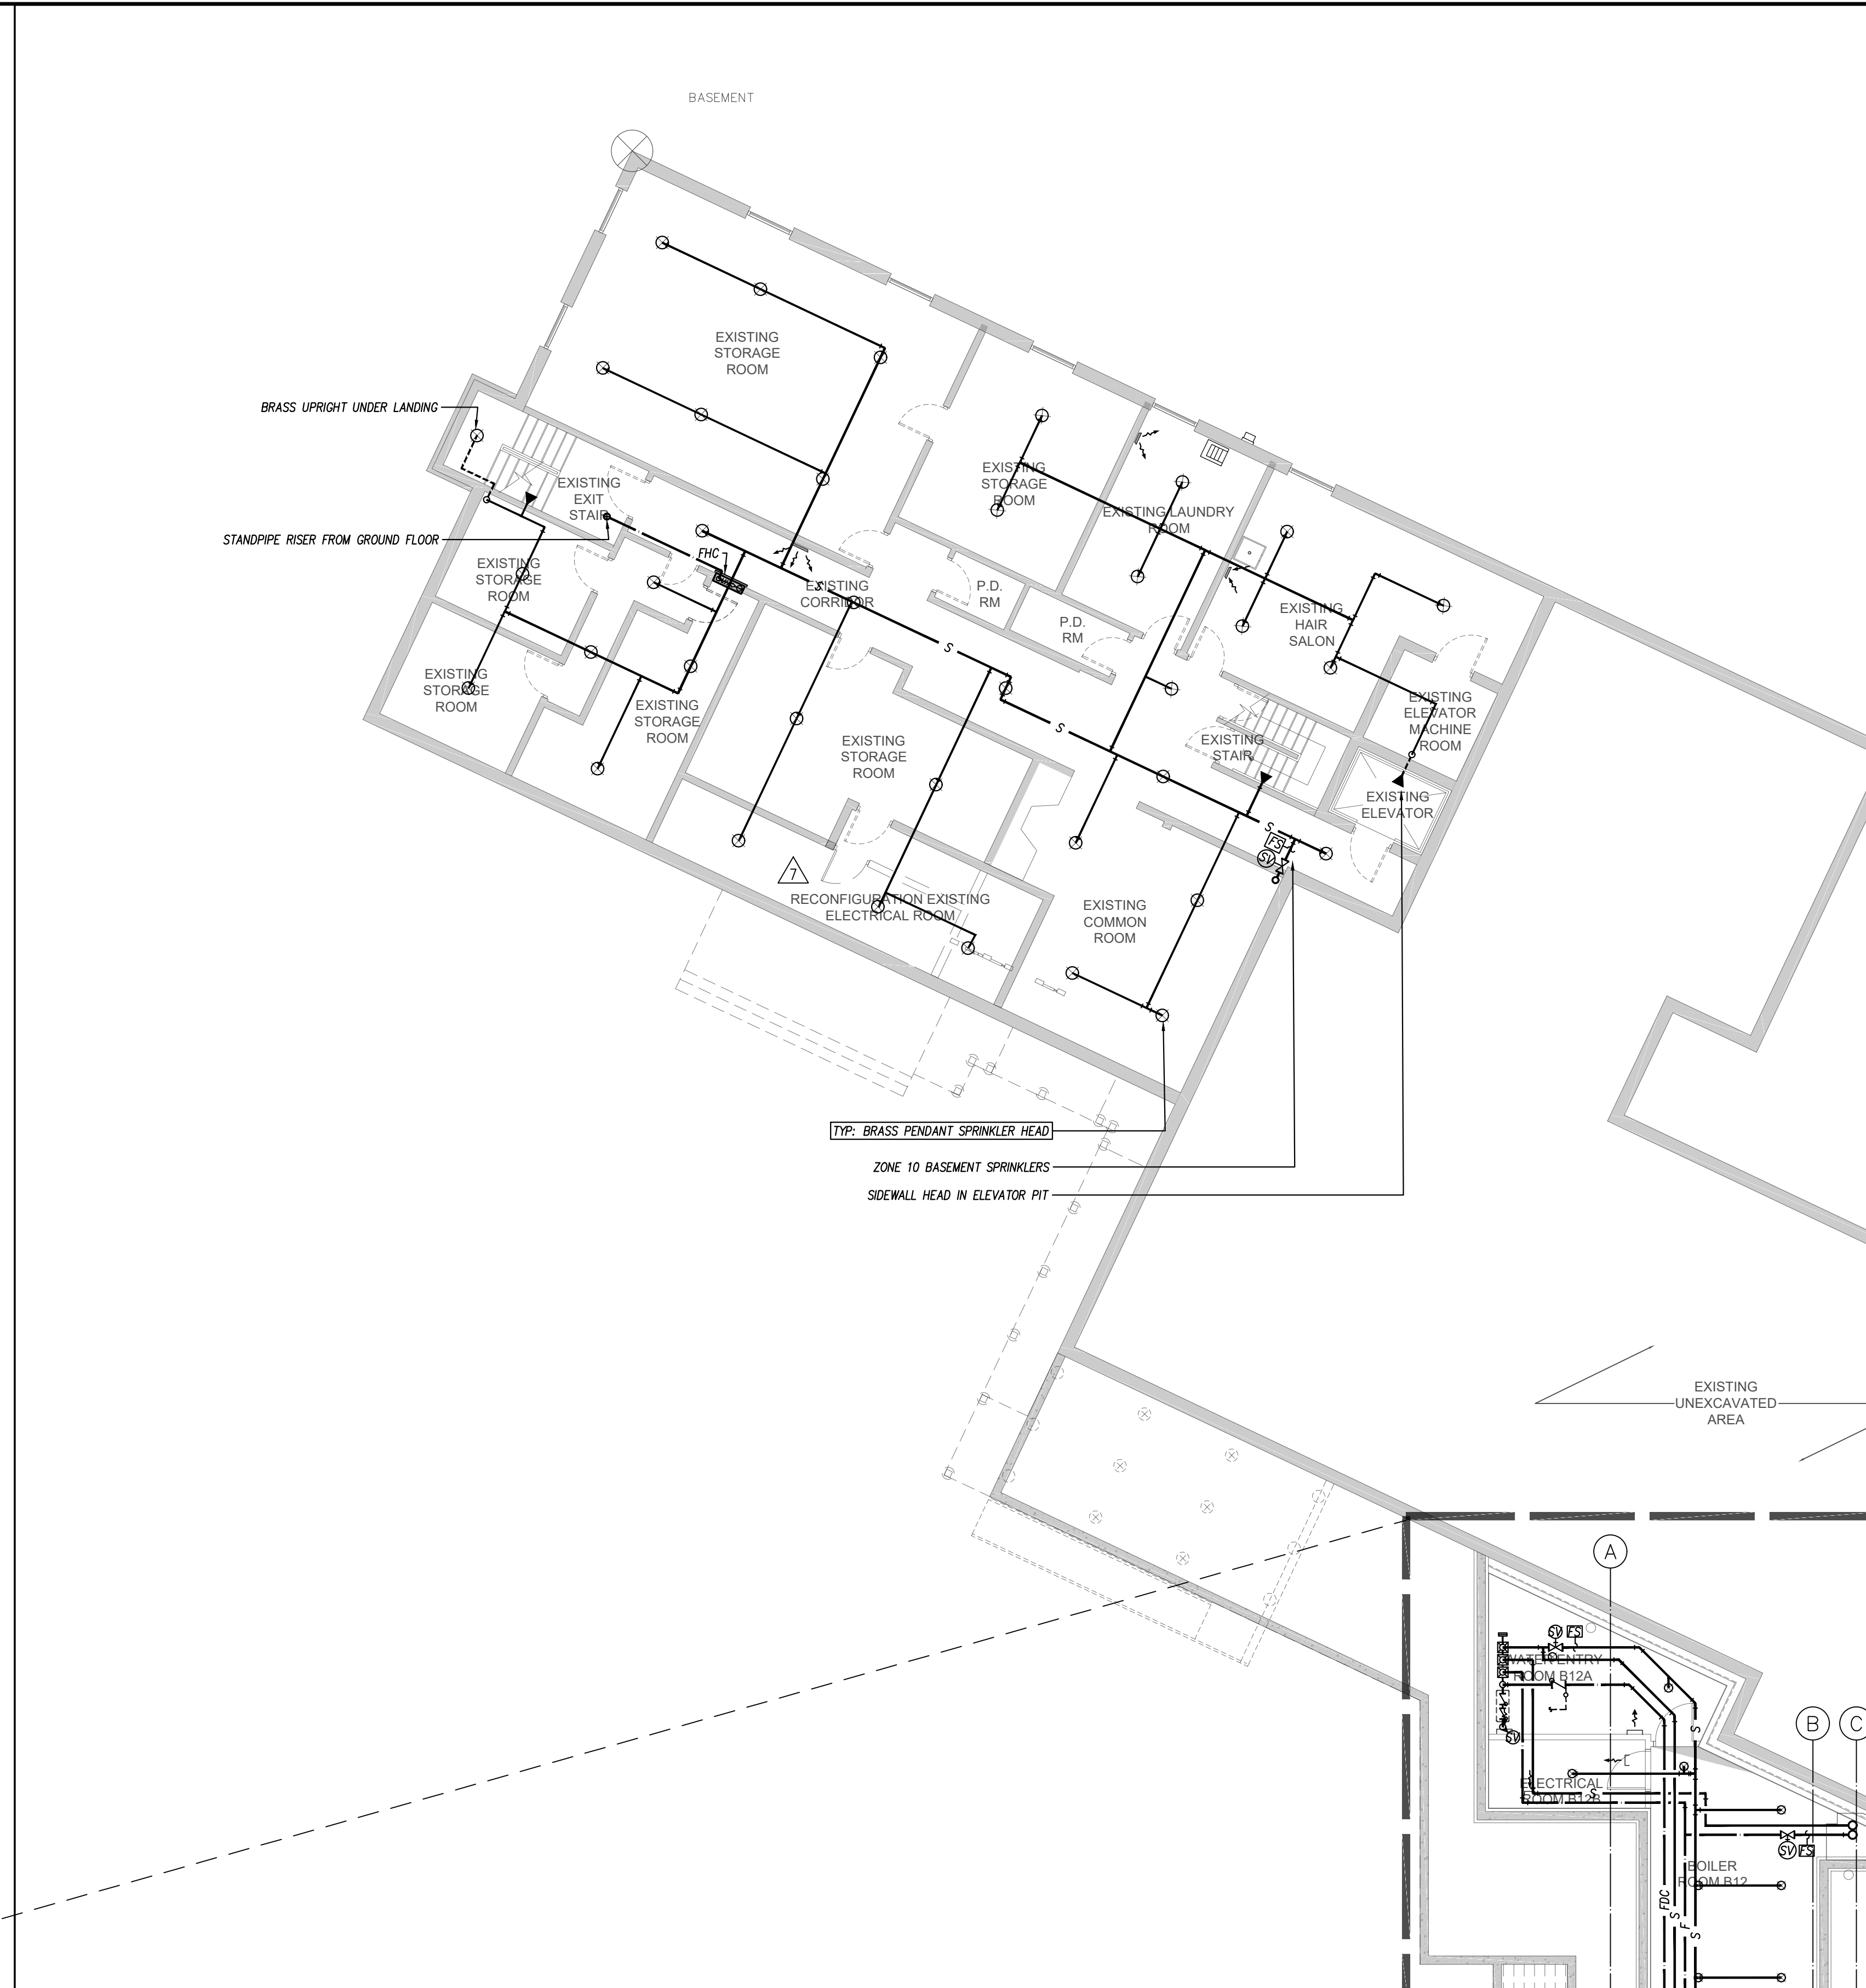 BASEMENT
EXISTING
STORAGE
ROOM
BRASS UPRIGHT UNDER LANDING
EXISTING
EXIT
STAIR
STANDPIPE RISER FROM GROUND FLOOR
FHC
EXISTING
STORAGE
ROOM
EXISTING LAUNDRY
ROOM
EXISTING
STORAGE
ROOM
S
EXISTING
CORRIDOR
P.D.
RM
P.D.
RM
EXISTING
HAIR
SALON
S
EXISTING
STORAGE
ROOM
EXISTING
STORAGE
ROOM
EXISTING
STORAGE
ROOM
S
EXISTING
STAIR
EXISTING
ELEVATOR
MACHINE
ROOM
EXISTING
ELEVATOR
S
FS
SV
7
RECONFIGURATION EXISTING
ELECTRICAL ROOM
EXISTING
COMMON
ROOM
TYP: BRASS PENDANT SPRINKLER HEAD
ZONE 10 BASEMENT SPRINKLERS
SIDEWALL HEAD IN ELEVATOR PIT
EXISTING
UNEXCAVATED
AREA
A
SV FS
WATER ENTRY
ROOM B12A
SV
S
B
C
ELECTRICAL
ROOM B12B
S
SV FS
BOILER
ROOM B12
FDC
S
F
S